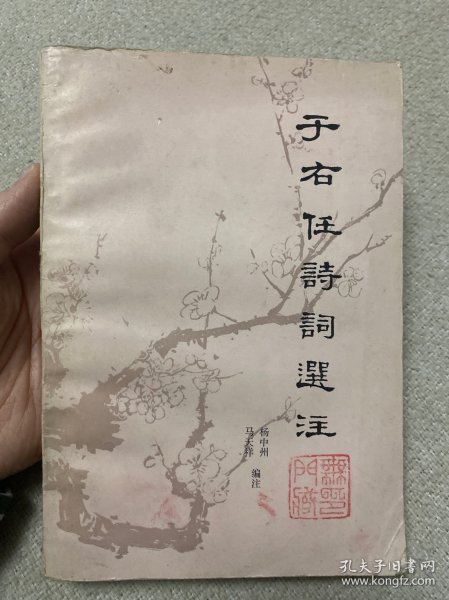 于右任詩詞選注
杨中州
马天祥 编注
孔夫子旧书网
www.kongfz.com